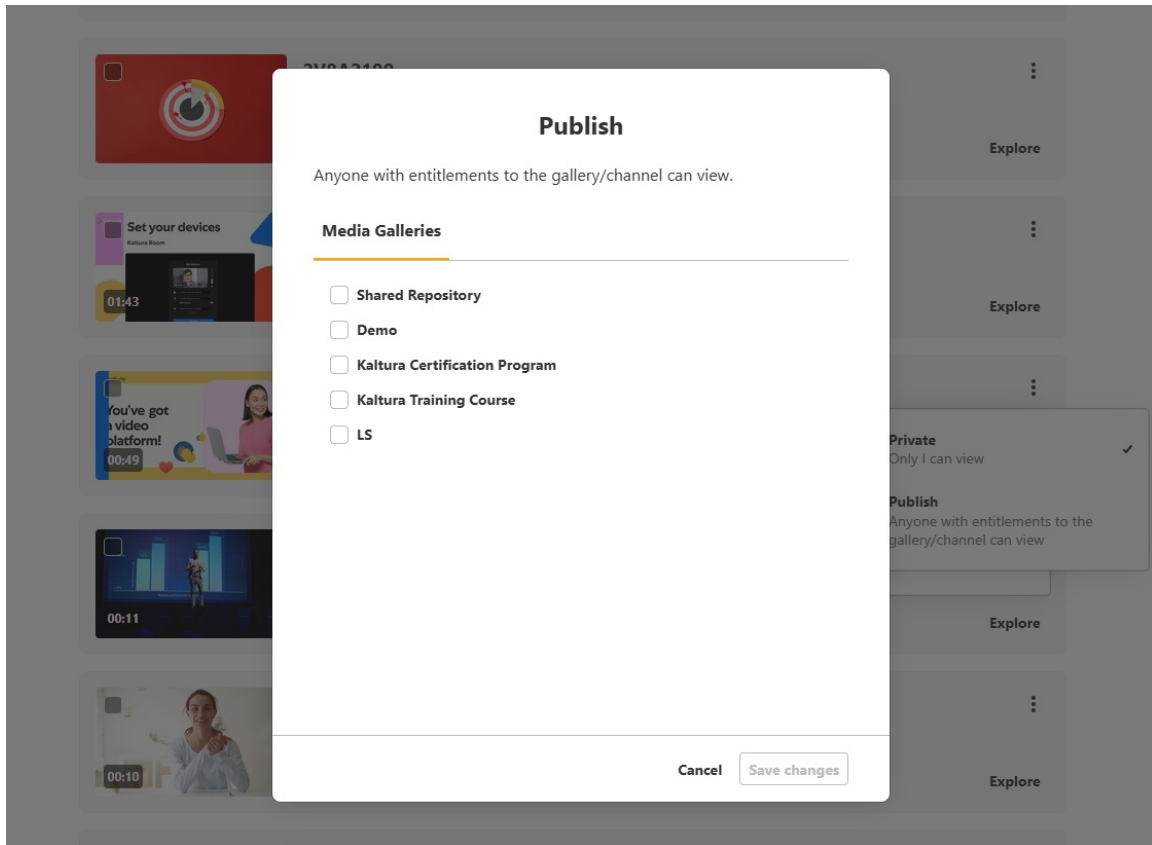 Explore
Set your devices
Kaltura Room
01:43
Explore
You've got
a video
platform!
00:49
00:11
Explore
00:10
Explore
Publish
Anyone with entitlements to the gallery/channel can view.
Media Galleries
Shared Repository
Demo
Kaltura Certification Program
Kaltura Training Course
LS
Cancel
Save changes
Private
Only I can view
Publish
Anyone with entitlements to the
gallery/channel can view